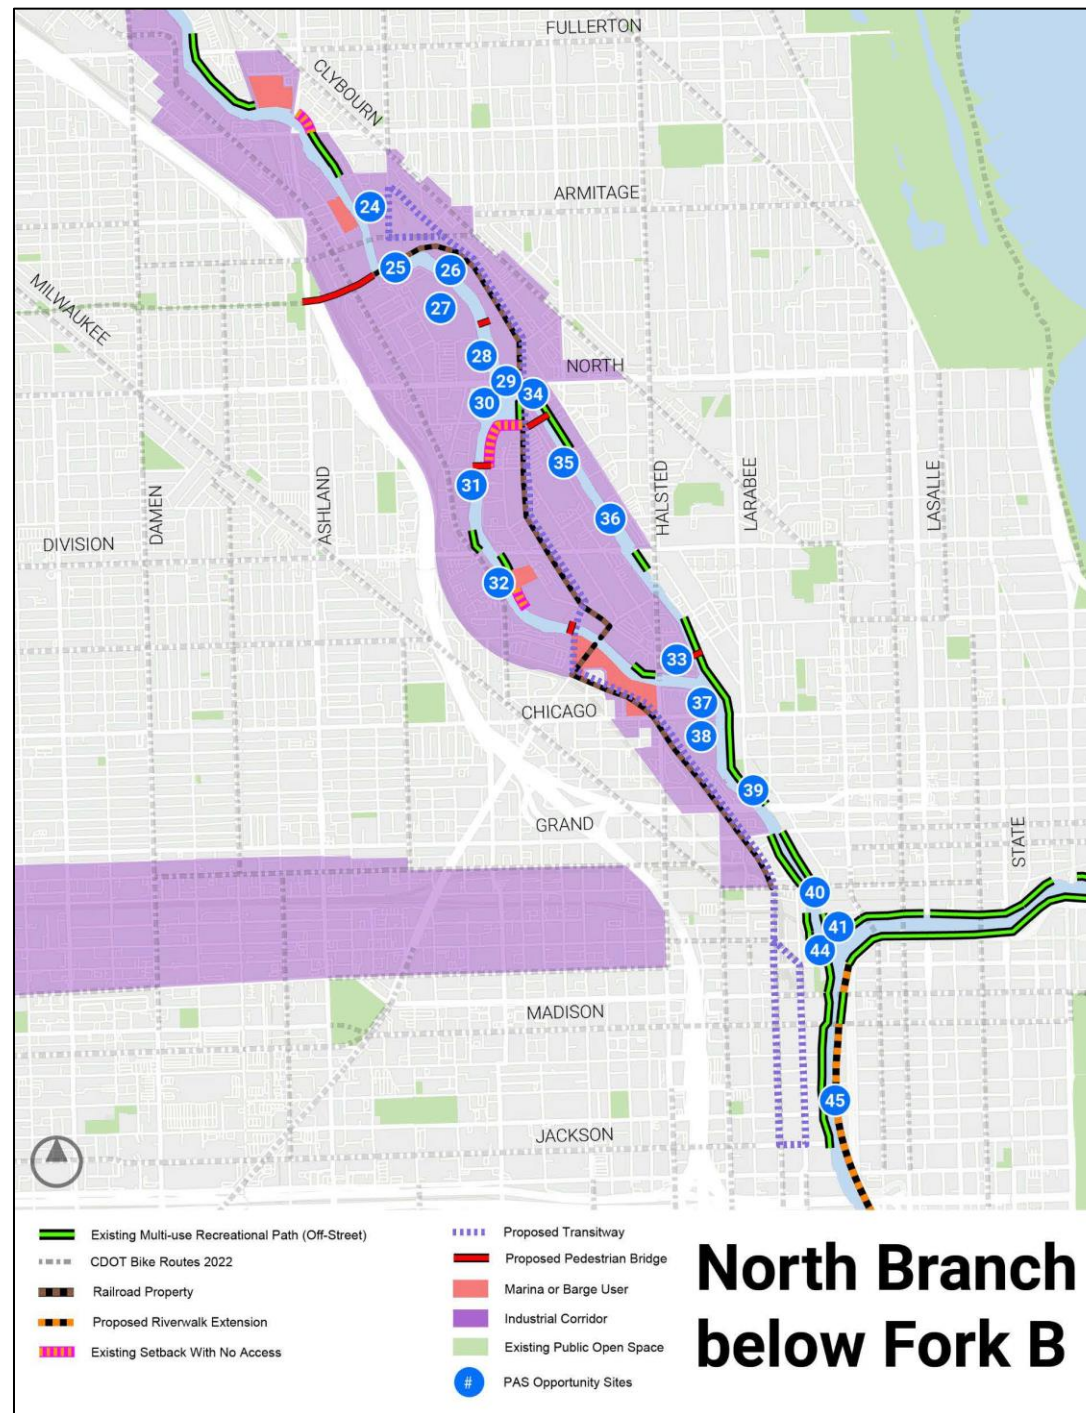 FULLERTON
CLYBOURN
ARMITAGE
24
25
26
MILWAUKEE
27
28
NORTH
29
34
30
35
31
DAMEN
ASHLAND
HALSTED
LARABEE
LASALLE
36
DIVISION
32
33
37
CHICAGO
38
39
GRAND
STATE
40
41
44
MADISON
45
JACKSON
Existing Multi-use Recreational Path (Off-Street)
CDOT Bike Routes 2022
Railroad Property
Proposed Riverwalk Extension
Existing Setback With No Access
Proposed Transitway
Proposed Pedestrian Bridge
Marina or Barge User
Industrial Corridor
Existing Public Open Space
# PAS Opportunity Sites
North Branch
below Fork B